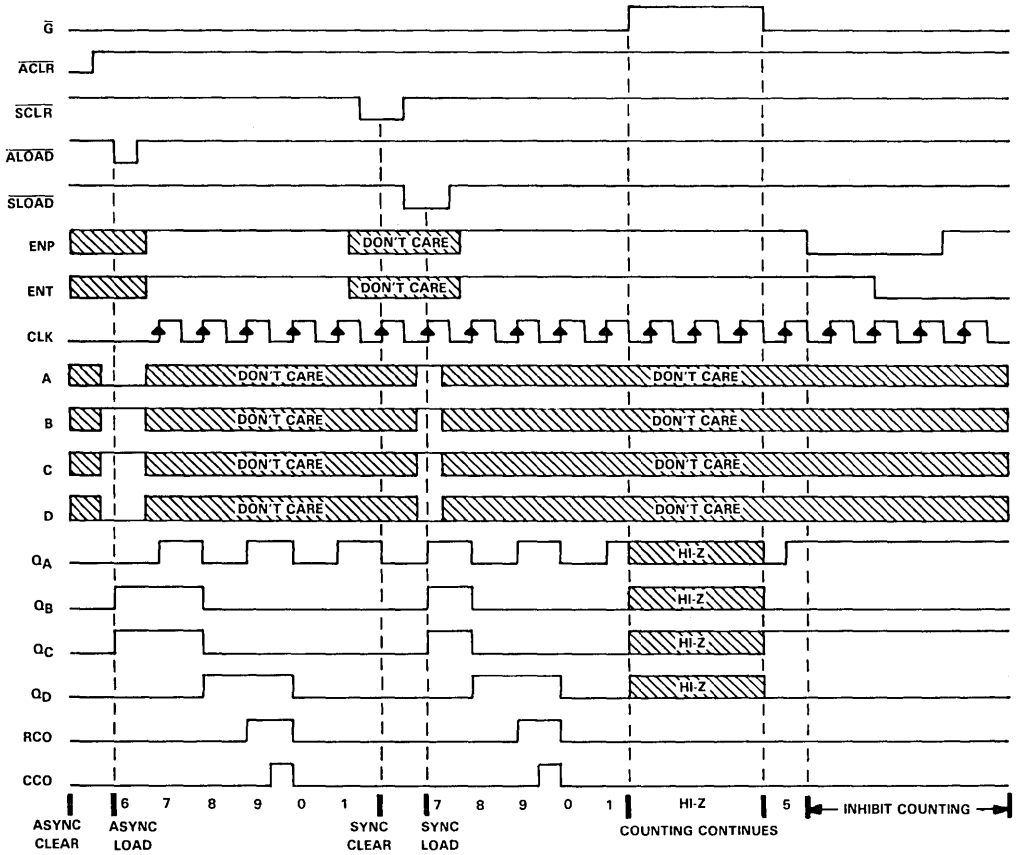 G
ACLR
SCLR
ALOAD
SLOAD
ENP DON'T CARE
ENT DON'T CARE
CLK
A DON'T CARE DON'T CARE
B DON'T CARE DON'T CARE
C DON'T CARE DON'T CARE
D DON'T CARE DON'T CARE
QA HI-Z
QB HI-Z
QC HI-Z
QD HI-Z
RCO
CCO
6 7 8 9 0 1 7 8 9 0 1 HI-Z 5 INHIBIT COUNTING
ASYNC CLEAR
ASYNC LOAD
SYNC CLEAR
SYNC LOAD
COUNTING CONTINUES